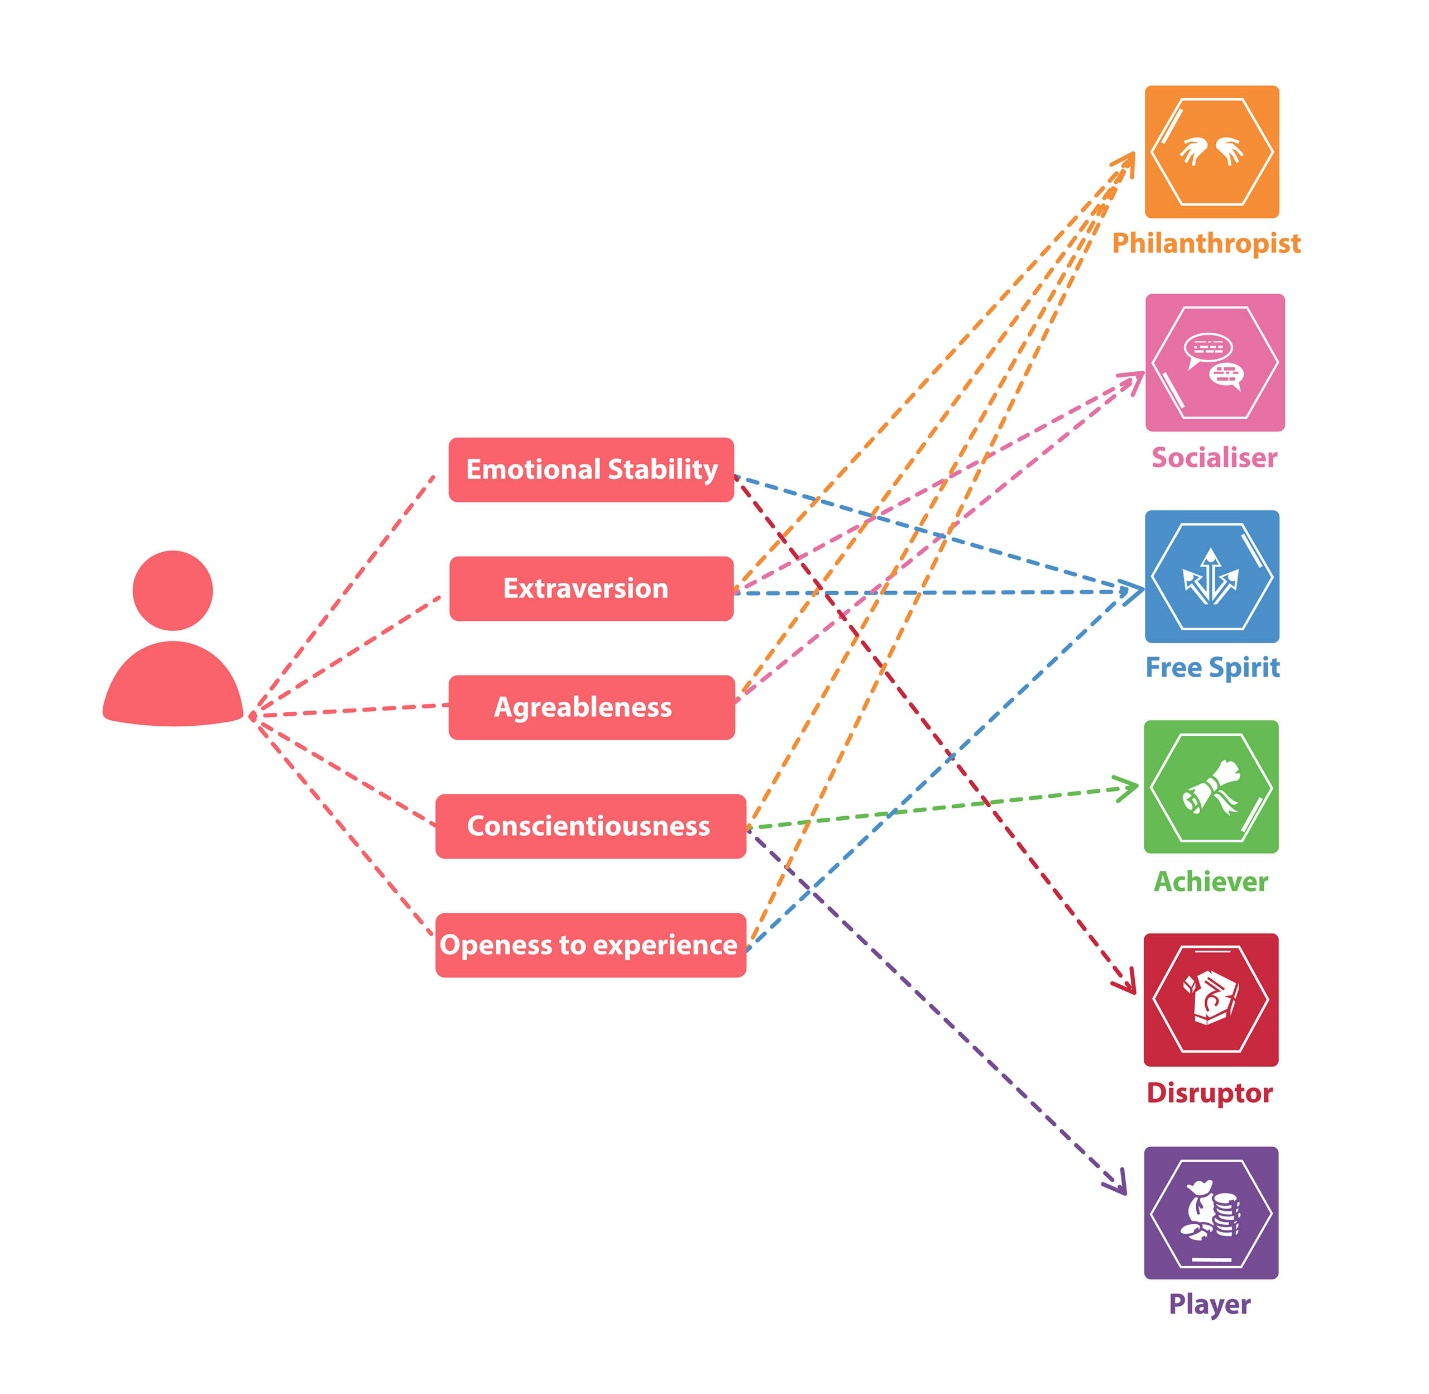 Emotional Stability
Extraversion
Agreableness
Conscientiousness
Openess to experience
Philanthropist
Socialiser
Free Spirit
Achiever
Disruptor
Player